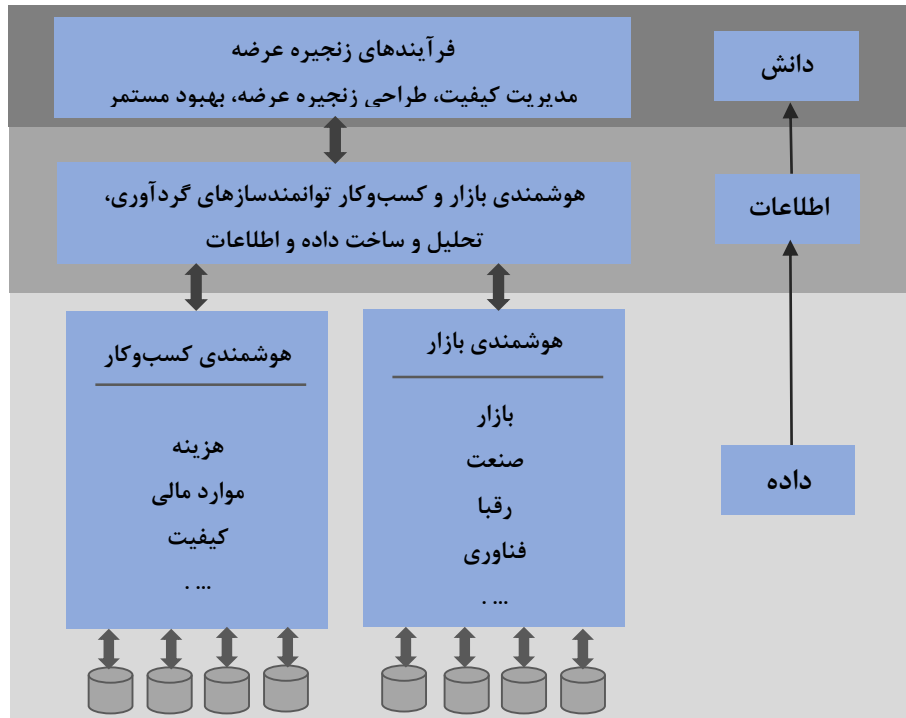 فرآیندهای زنجیره عرضه
مدیریت کیفیت، طراحی زنجیره عرضه، بهبود مستمر
دانش
هوشمندی بازار و کسب‌وکار توانمندسازهای گردآوری،
تحلیل و ساخت داده و اطلاعات
اطلاعات
هوشمندی بازار
بازار
صنعت
رقبا
فناوری
... .
هوشمندی کسب‌وکار
هزینه
موارد مالی
کیفیت
... .
داده